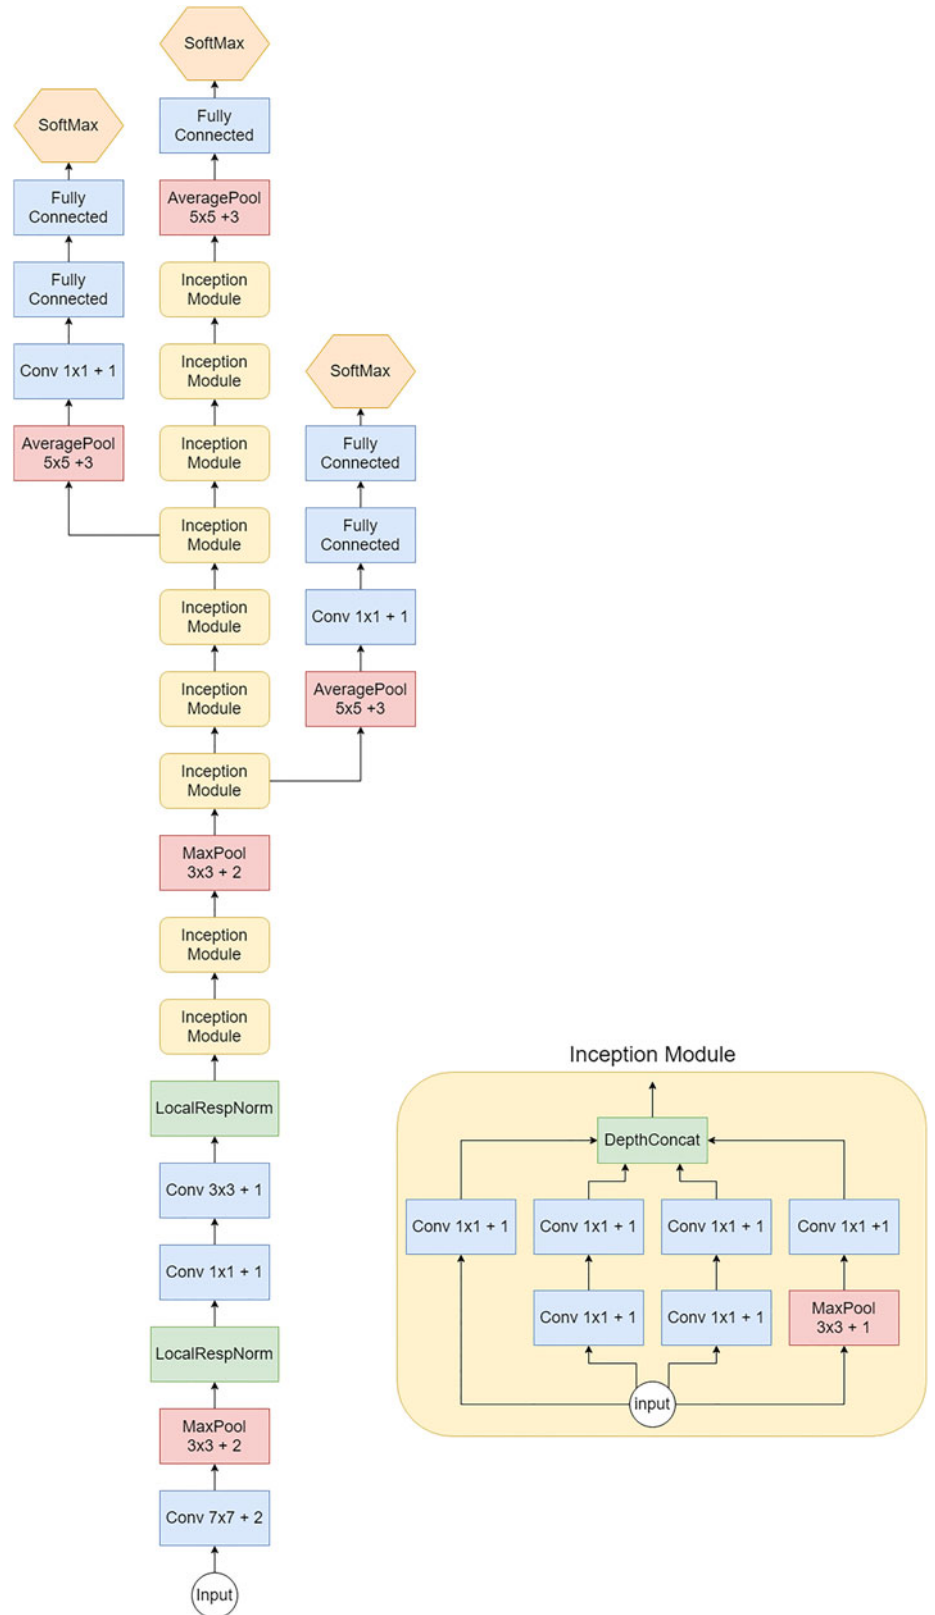 SoftMax
Fully
Connected
AveragePool
5x5 +3
Inception
Module
Inception
Module
Inception
Module
Inception
Module
Inception
Module
Inception
Module
Inception
Module
MaxPool
3x3 + 2
Inception
Module
Inception
Module
LocalRespNorm
Conv 3x3 + 1
Conv 1x1 + 1
LocalRespNorm
MaxPool
3x3 + 2
Conv 7x7 + 2
Input
SoftMax
Fully
Connected
Fully
Connected
Conv 1x1 + 1
AveragePool
5x5 +3
SoftMax
Fully
Connected
Fully
Connected
Conv 1x1 + 1
AveragePool
5x5 +3
Inception Module
DepthConcat
Conv 1x1 + 1
Conv 1x1 + 1
Conv 1x1 + 1
Conv 1x1 +1
Conv 1x1 + 1
Conv 1x1 + 1
MaxPool
3x3 + 1
input